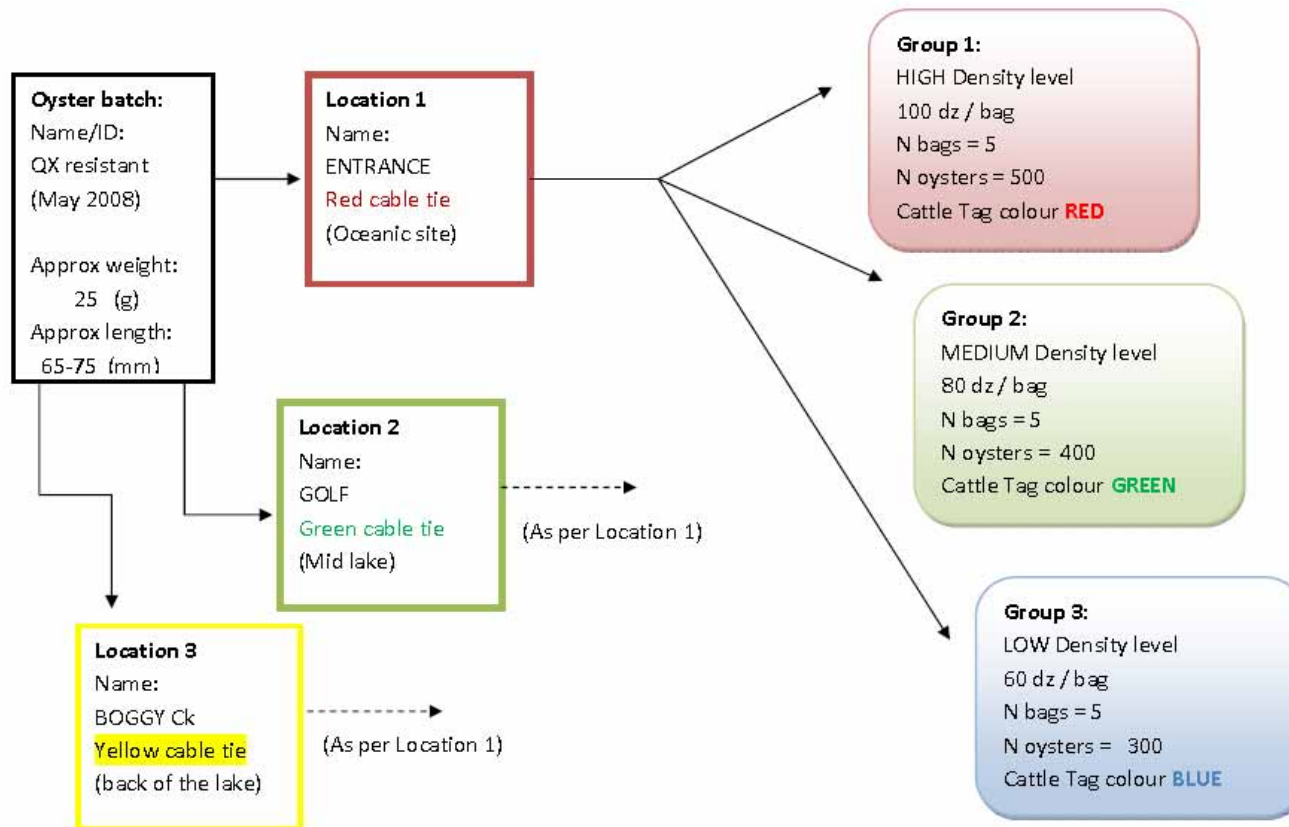 Oyster batch:
Name/ID:
QX resistant
(May 2008)
Approx weight:
25 (g)
Approx length:
65-75 (mm)
Location 1
Name:
ENTRANCE
Red cable tie
(Oceanic site)
Group 1:
HIGH Density level
100 dz / bag
N bags = 5
N oysters = 500
Cattle Tag colour RED
Group 2:
MEDIUM Density level
80 dz / bag
N bags = 5
N oysters = 400
Cattle Tag colour GREEN
Location 2
Name:
GOLF
Green cable tie
(Mid lake)
(As per Location 1)
Group 3:
LOW Density level
60 dz / bag
N bags = 5
N oysters = 300
Cattle Tag colour BLUE
Location 3
Name:
BOGGY Ck
Yellow cable tie
(back of the lake)
(As per Location 1)